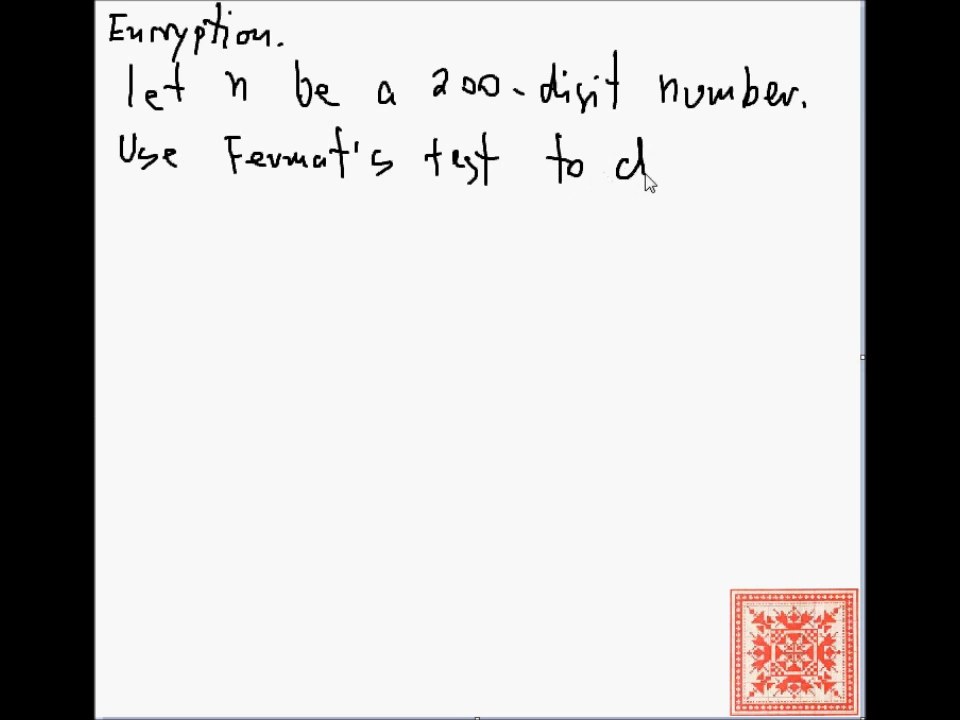 Encryption.
let n be a 200-digit number.
Use Fermat's test to d